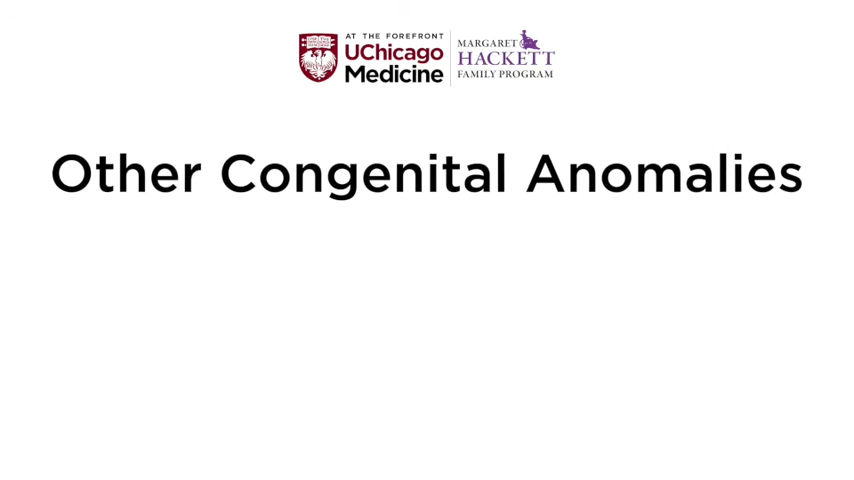 AT THE FOREFRONT
UChicago
Medicine
MARGARET
HACKETT
FAMILY PROGRAM
Other Congenital Anomalies